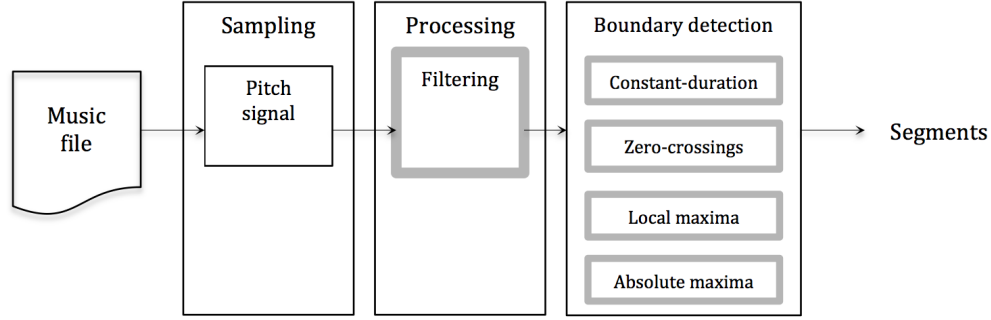 Music
file
Sampling
Pitch
signal
Processing
Filtering
Boundary detection
Constant-duration
Zero-crossings
Local maxima
Absolute maxima
Segments